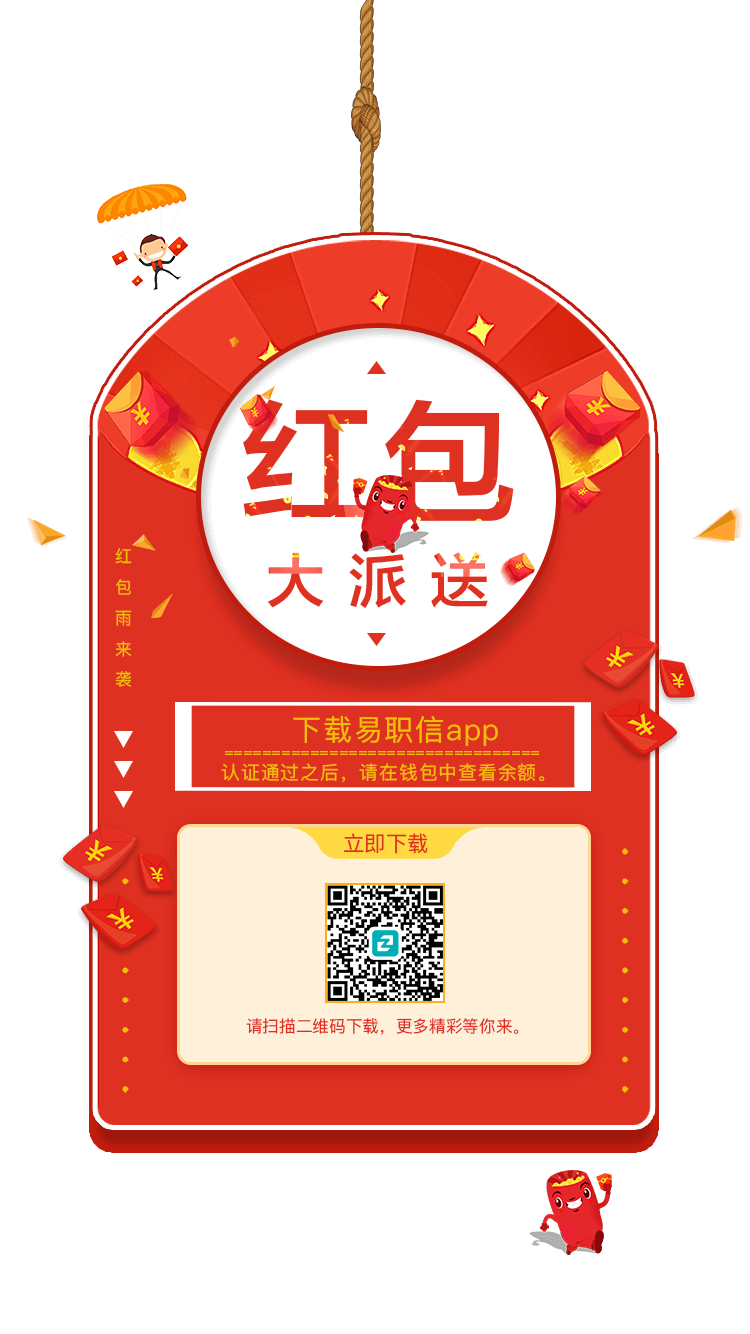 红包
大派送
红包雨来袭
下载易职信app
================================
认证通过之后，请在钱包中查看余额。
立即下载
请扫描二维码下载，更多精彩等你来。